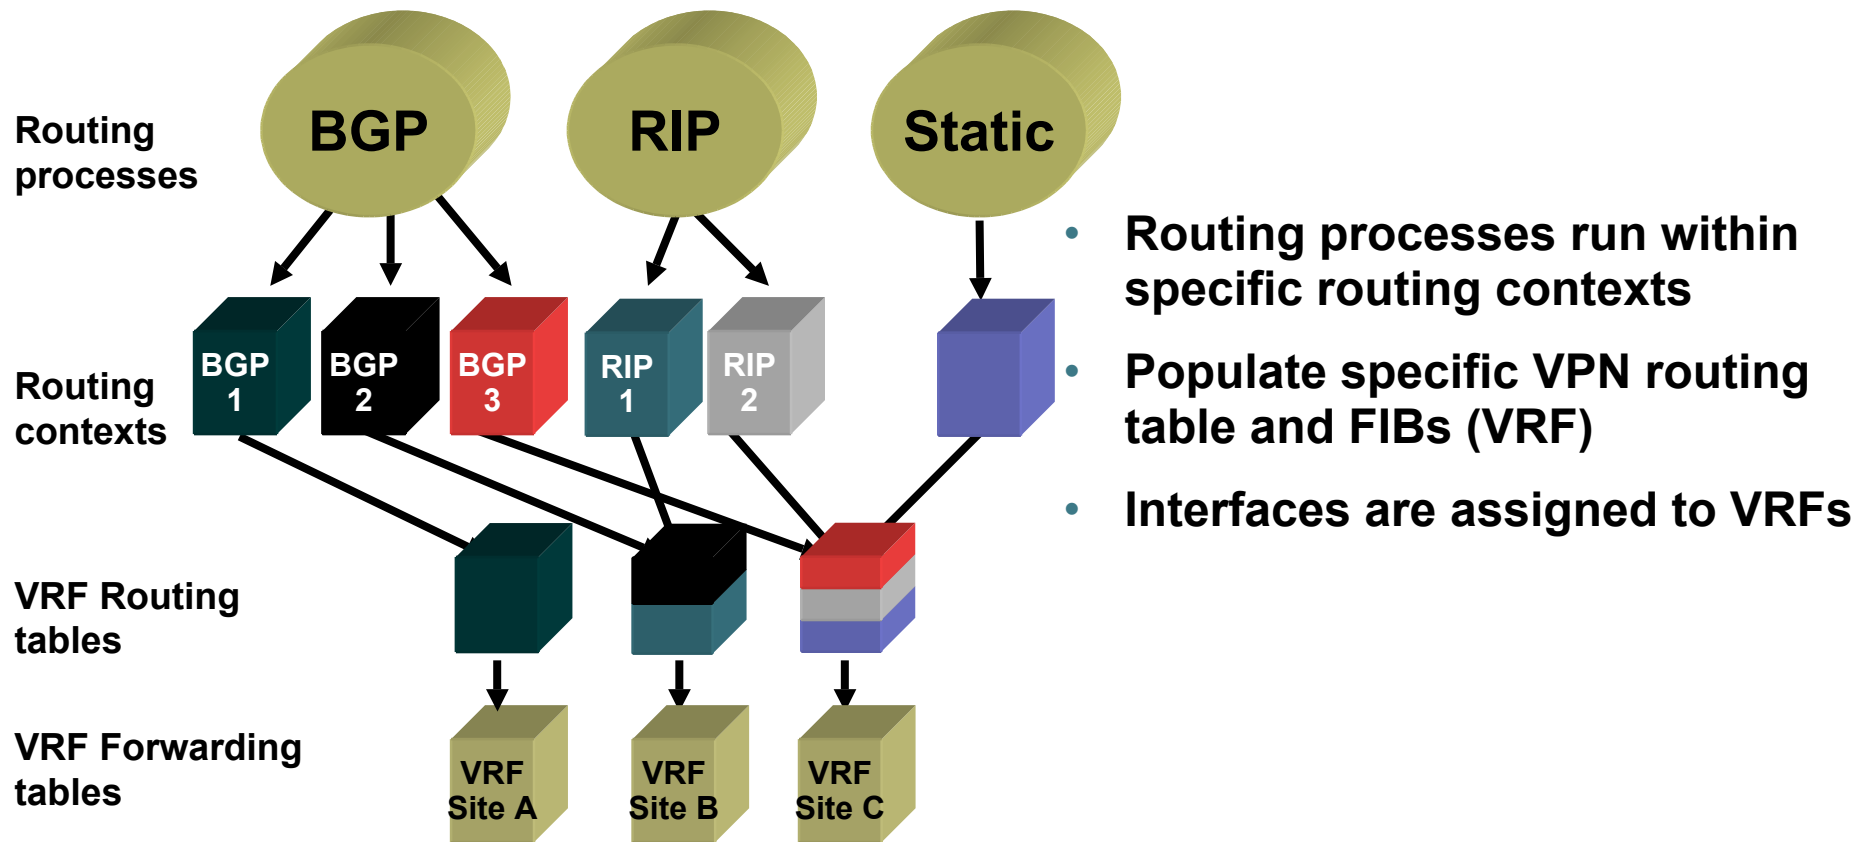 BGP
RIP
Static
Routing
processes
Routing
contexts
BGP
1
BGP
2
BGP
3
RIP
1
RIP
2
VRF Routing
tables
VRF Forwarding
tables
VRF
Site A
VRF
Site B
VRF
Site C
• Routing processes run within
specific routing contexts
• Populate specific VPN routing
table and FIBs (VRF)
• Interfaces are assigned to VRFs